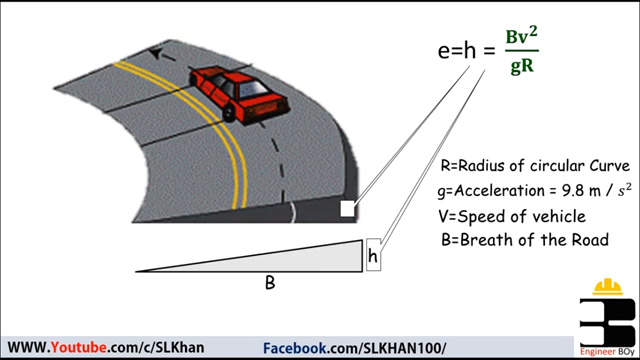 e=h = Bv²/gR
R=Radius of circular Curve
g=Acceleration = 9.8 m / s²
V=Speed of vehicle
B=Breath of the Road
h
B
Engineer BOy
WWW.Youtube.com/c/SLKhan Facebook.com/SLKHAN100/